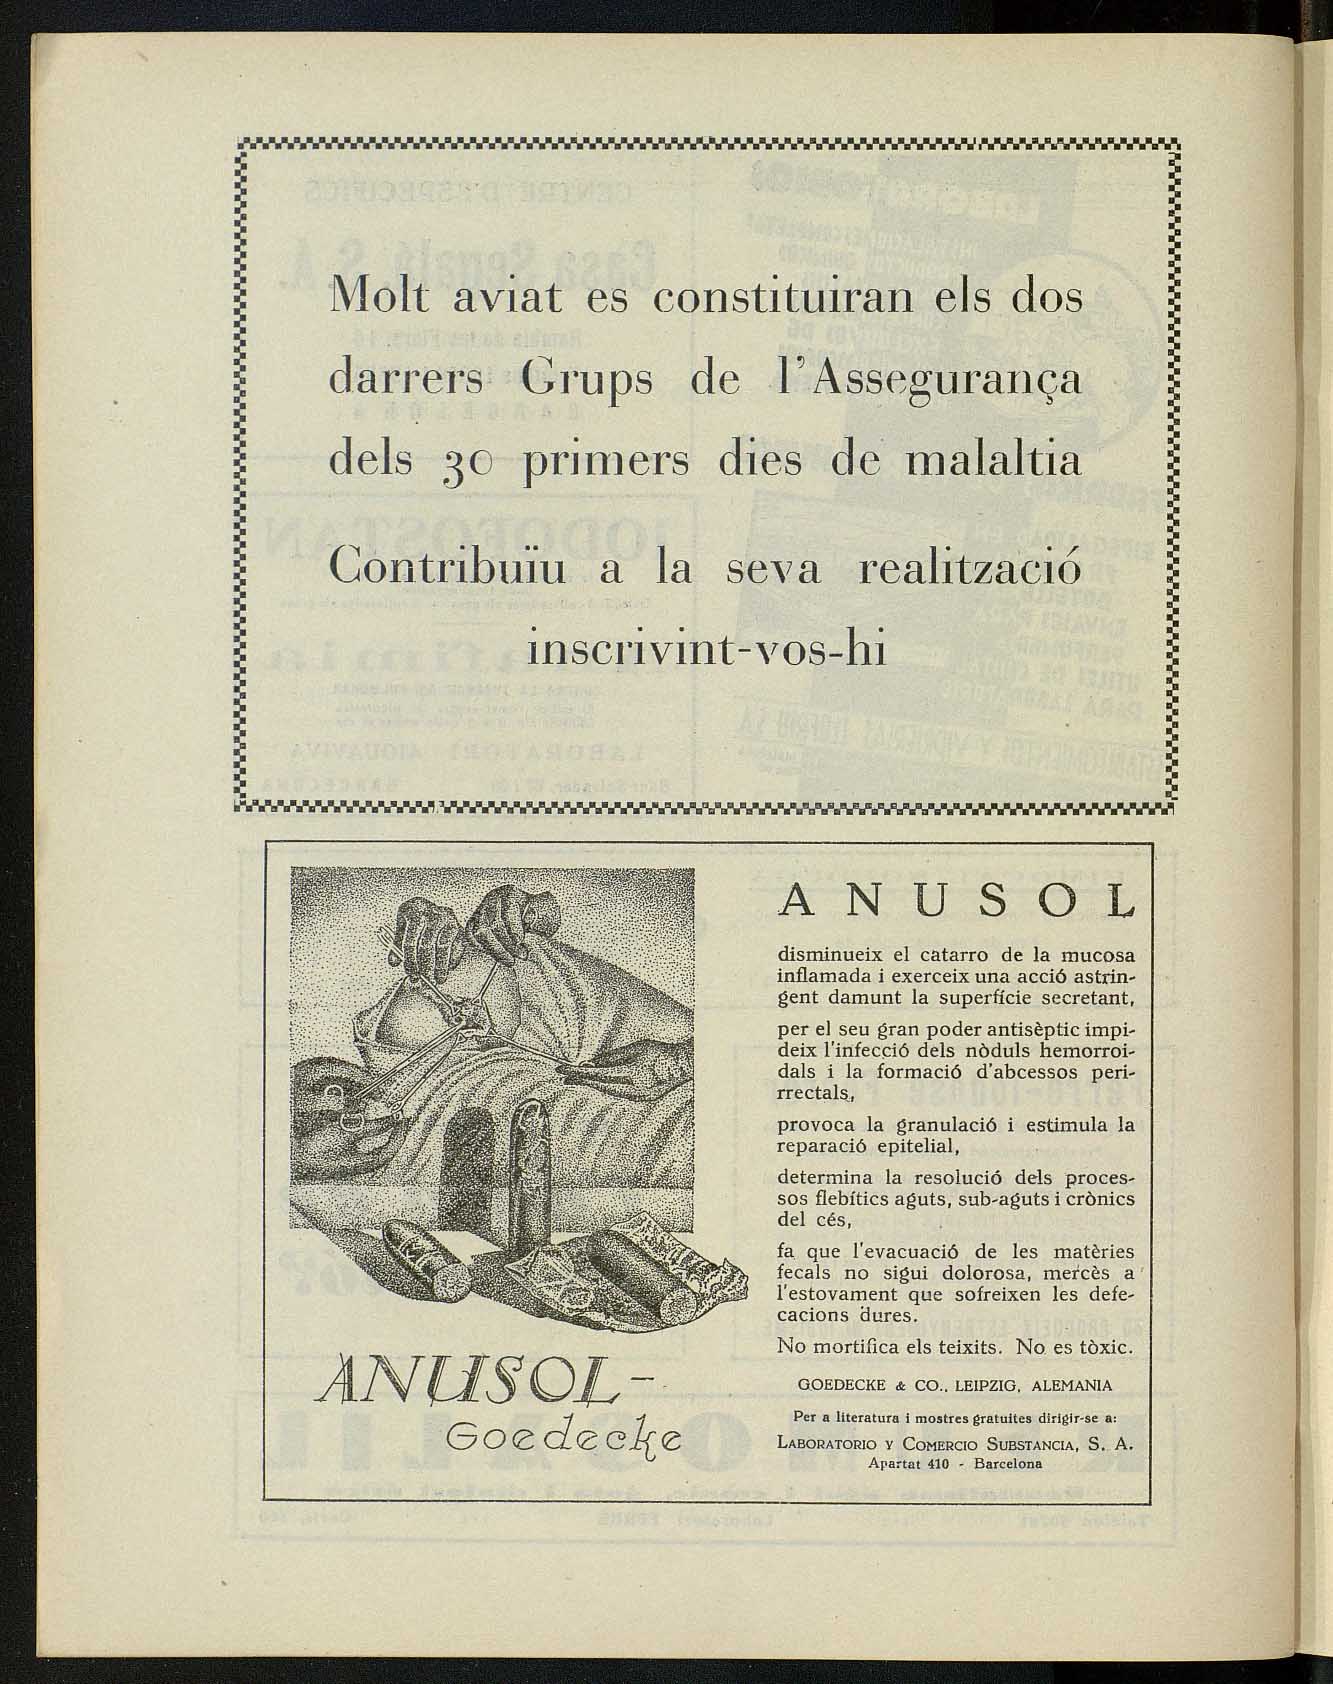 Molt aviat es constituiran els dos
darrers Grups de l'Assegurança
dels 30 primers dies de malaltia
Contribuïu a la seva realització
inscrivint-vos-hi
ANUSOL-
Goedecke
ANUSOL
disminueix el catarro de la mucosa
inflamada i exerceix una acció astrin-
gent damunt la superfície secretant,
per el seu gran poder antisèptic impi-
deix l'infecció dels nòduls hemorroi-
dals i la formació d'abcessos peri-
rrectals,
provoca la granulació i estimula la
reparació epitelial,
determina la resolució dels proces-
sos flebítics aguts, sub-aguts i crònics
del cés,
fa que l'evacuació de les matèries
fecals no sigui dolorosa, mercès a
l'estovament que sofreixen les defe-
cacions dures.
No mortifica els teixits. No es tòxic.
GOEDECKE & CO., LEIPZIG, ALEMANIA
Per a literatura i mostres gratuites dirigir-se a:
LABORATORIO Y COMERCIO SUBSTANCIA, S. A.
Apartat 410 - Barcelona